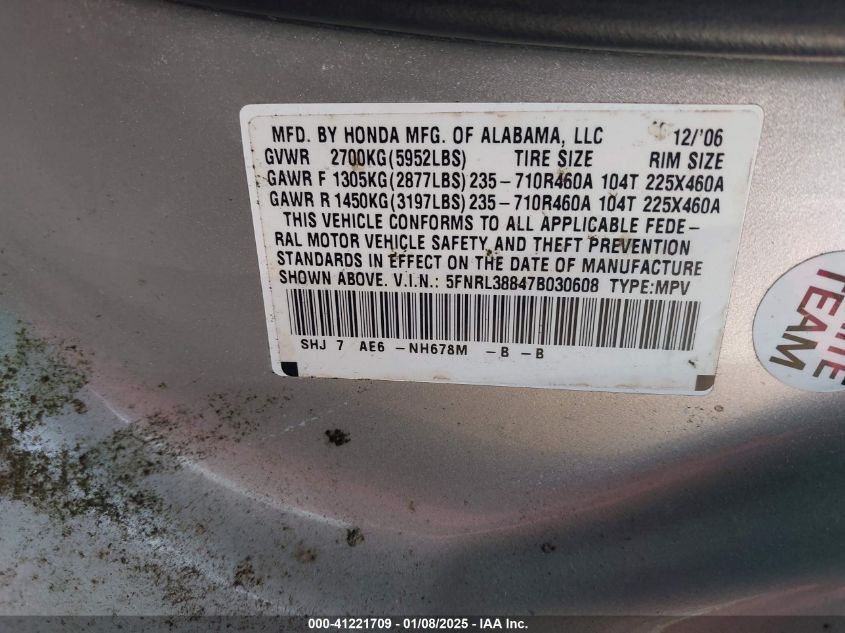 MFD. BY HONDA MFG. OF ALABAMA, LLC 12/'06
GVWR 2700KG(5952LBS) TIRE SIZE RIM SIZE
GAWR F 1305KG(2877LBS) 235-710R460A 104T 225X460A
GAWR R 1450KG(3197LBS) 235-710R460A 104T 225X460A
THIS VEHICLE CONFORMS TO ALL APPLICABLE FEDE-
RAL MOTOR VEHICLE SAFETY AND THEFT PREVENTION
STANDARDS IN EFFECT ON THE DATE OF MANUFACTURE
SHOWN ABOVE. V.I.N.: 5FNRL38847B030608 TYPE:MPV
SHJ 7 AE6 -NH678M -B -B
TEAM
000-41221709 - 01/08/2025 - IAA Inc.